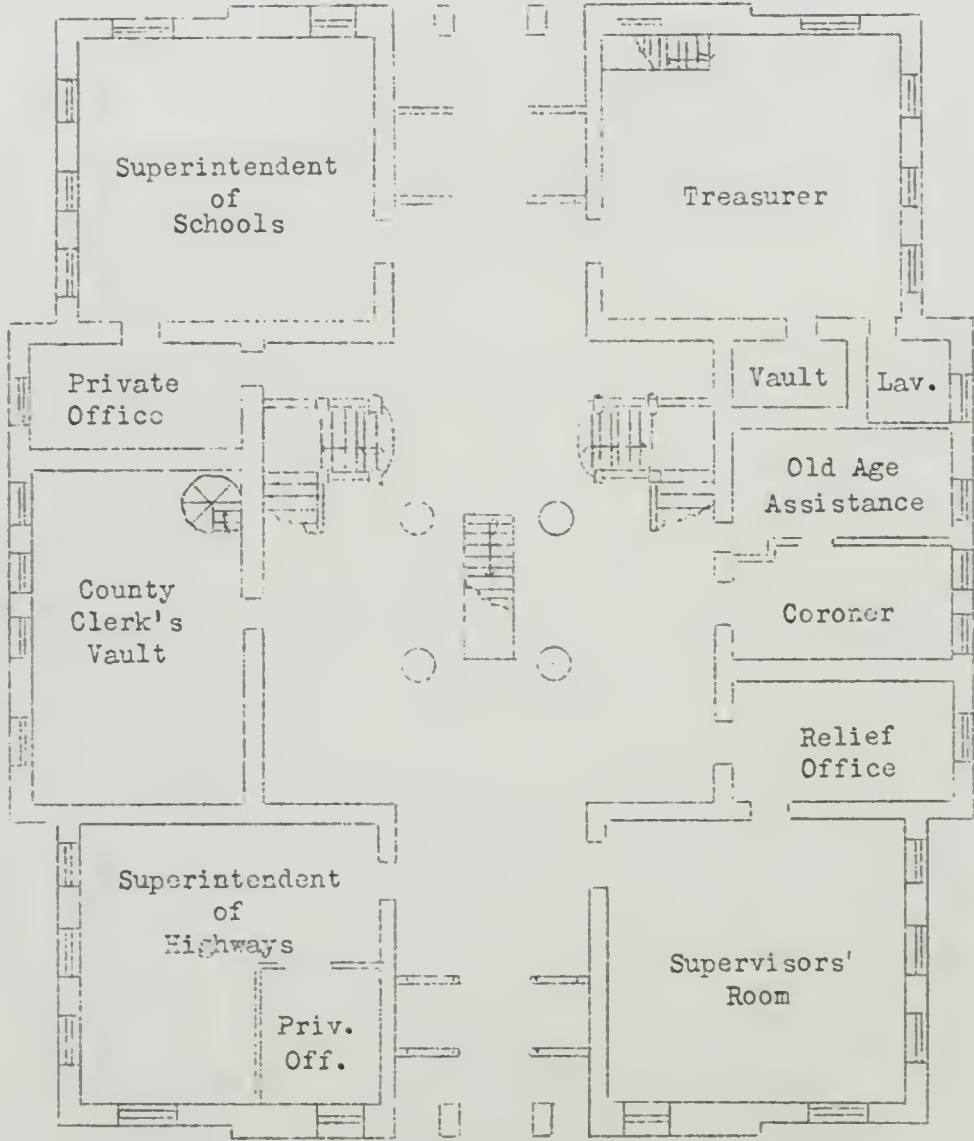 Superintendent
of
Schools
Treasurer
Private
Office
Vault
Lav.
Old Age
Assistance
County
Clerk's
Vault
Coroner
Relief
Office
Superintendent
of
Highways
Priv.
Off.
Supervisors'
Room